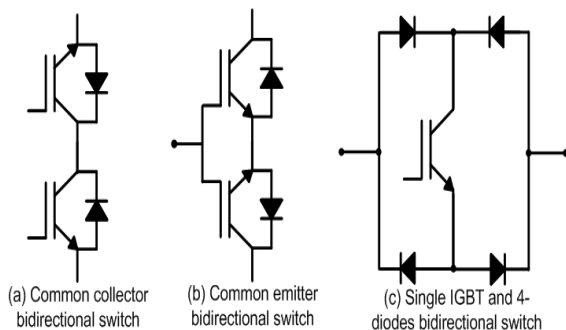 (a) Common collector
bidirectional switch
(b) Common emitter
bidirectional switch
(c) Single IGBT and 4-
diodes bidirectional switch